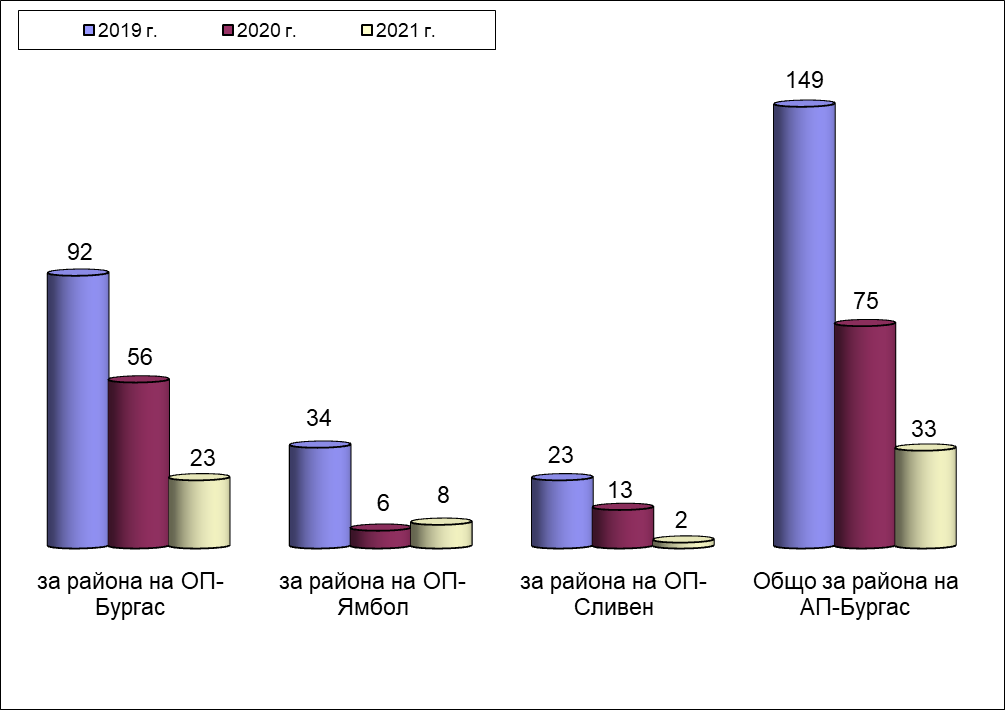 2019 г. 2020 г. 2021 г.
149
92
75
56
34
33
23
23
13
8
6
2
за района на ОП-
Бургас
за района на ОП-
Ямбол
за района на ОП-
Сливен
Общо за района на
АП-Бургас